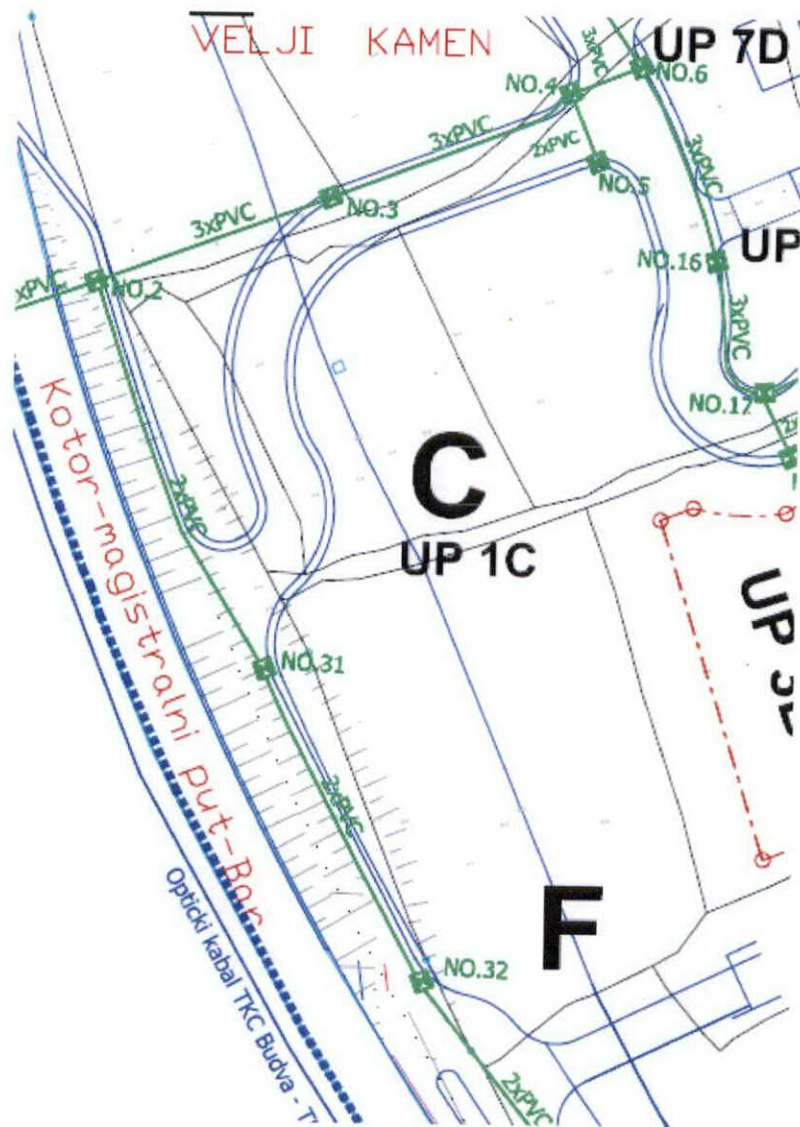 VELJI KAMEN
UP 7D
NO.4
NO.6
3xPVC
3xPVC
2xPVC
3xPVC
NO.5
NO.3
3xPVC
NO.16
UP
xPVC
NO.2
3xPVC
NO.17
2x
Kotor-magistralni put-Bar
C
UP 1C
2xPVC
UP
NO.31
2xPVC
Opticki kabal TKC Budva - T
F
NO.32
2xPVC